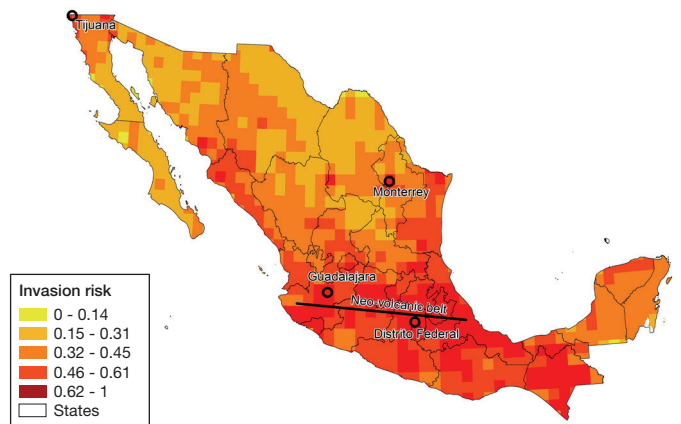 Tijuana
Monterrey
Guadalajara
Neo-volcanic belt
Distrito Federal
Invasion risk
0 - 0.14
0.15 - 0.31
0.32 - 0.45
0.46 - 0.61
0.62 - 1
States